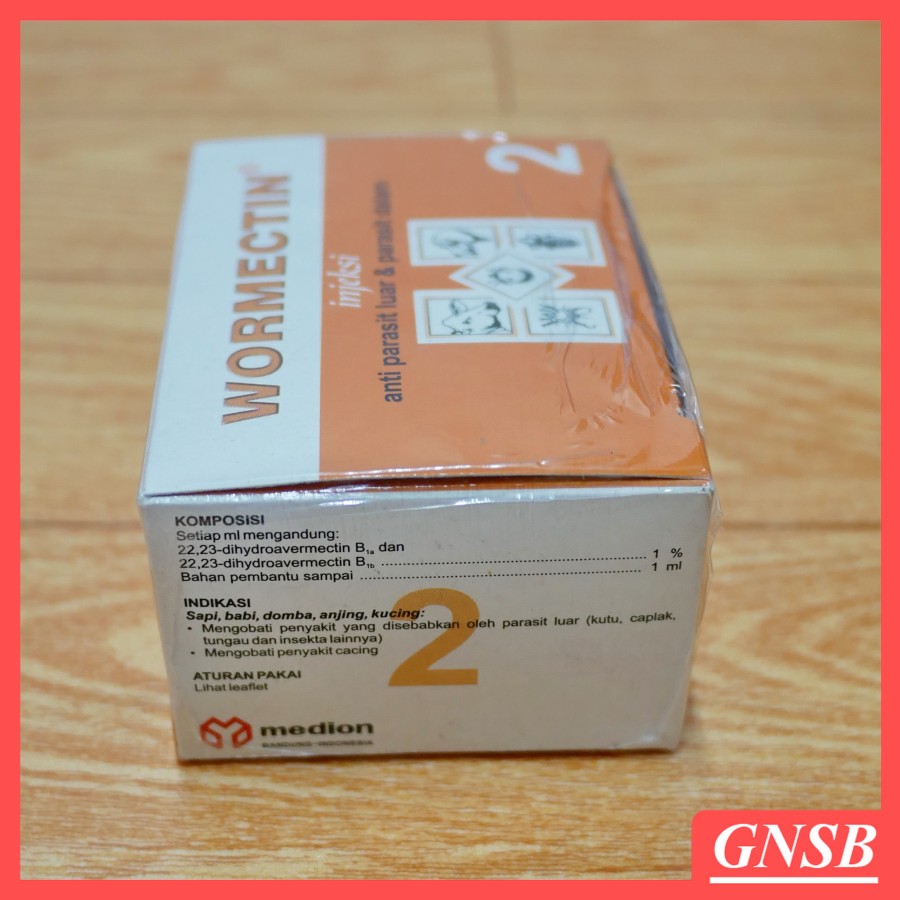 WORMECTIN®
injeksi
anti parasit luar & parasit dalam
2
KOMPOSISI
Setiap ml mengandung:
22,23-dihydroavermectin B1a dan
22,23-dihydroavermectin B1b ........ 1 %
Bahan pembantu sampai ........ 1 ml
INDIKASI
Sapi, babi, domba, anjing, kucing:
• Mengobati penyakit yang disebabkan oleh parasit luar (kutu, caplak,
tungau dan insekta lainnya)
• Mengobati penyakit cacing
2
ATURAN PAKAI
Lihat leaflet
medion
BANDUNG-INDONESIA
GNSB